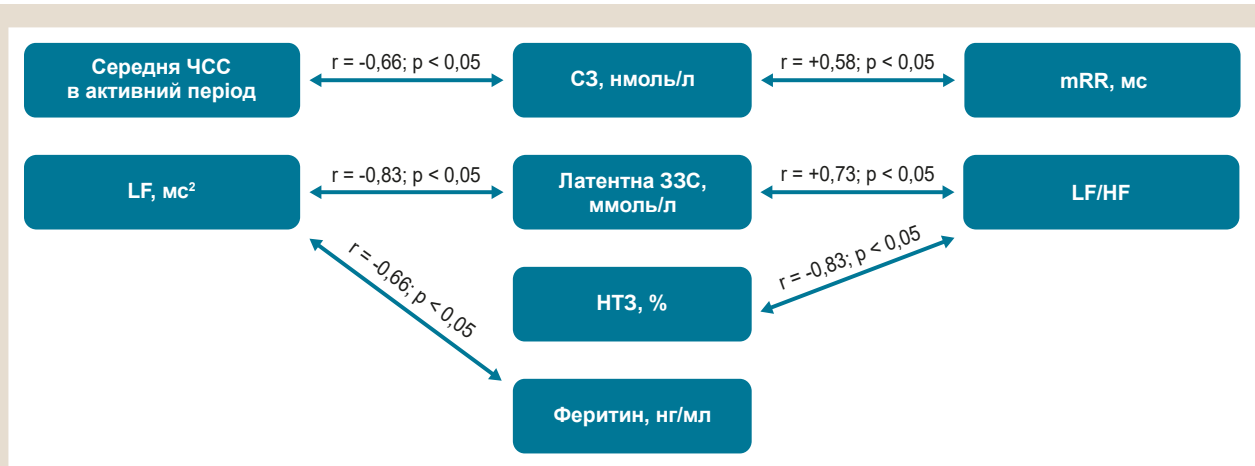 Середня ЧСС
в активний період
r = -0,66; p < 0,05
СЗ, нмоль/л
r = +0,58; p < 0,05
mRR, мс
LF, мс²
r = -0,83; p < 0,05
Латентна ЗЗС,
ммоль/л
r = +0,73; p < 0,05
LF/HF
r = -0,66; p < 0,05
НТЗ, %
r = -0,83; p < 0,05
Феритин, нг/мл